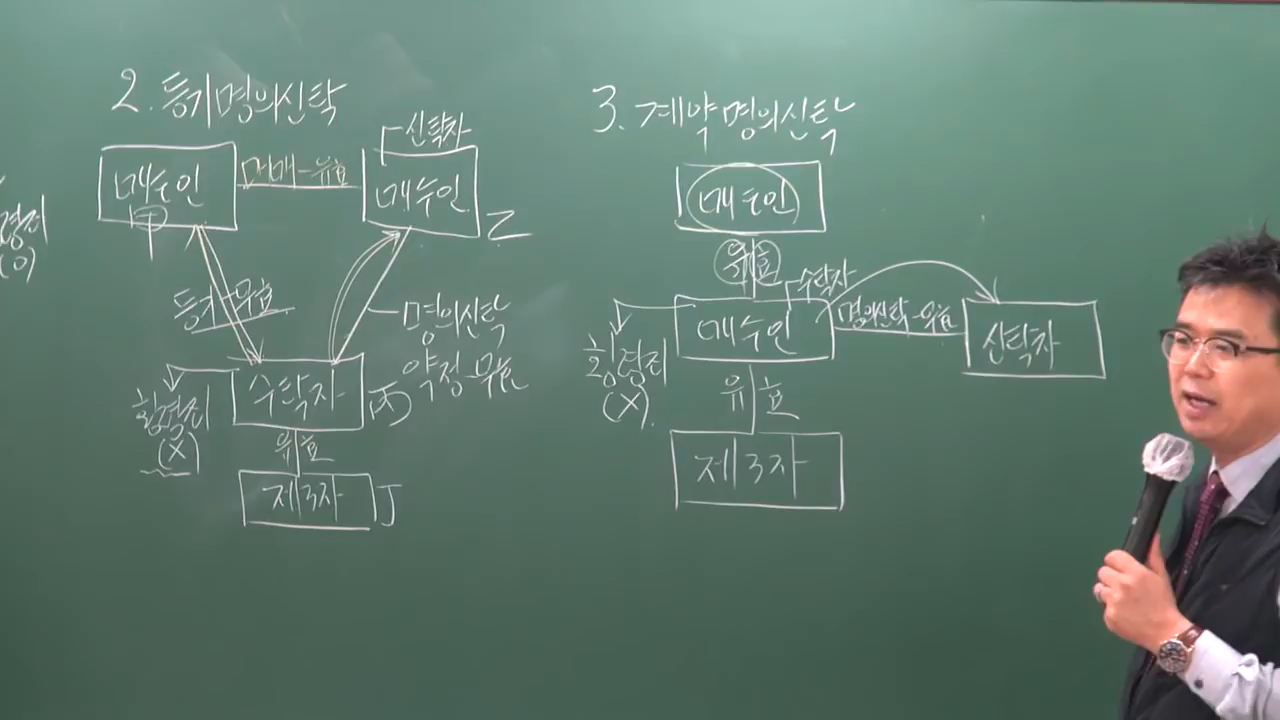 2. 등기명의신탁
매도인
甲
매매-유효
신탁자
매수인
乙
등기-무효
명의신탁
약정-무효
수탁자
丙
횡령죄
(X)
유효
제3자
丁
횡령죄
(O)
3. 계약명의신탁
매도인
유효
수탁자
매수인
명의신탁-무효
신탁자
횡령죄
(X)
유효
제3자